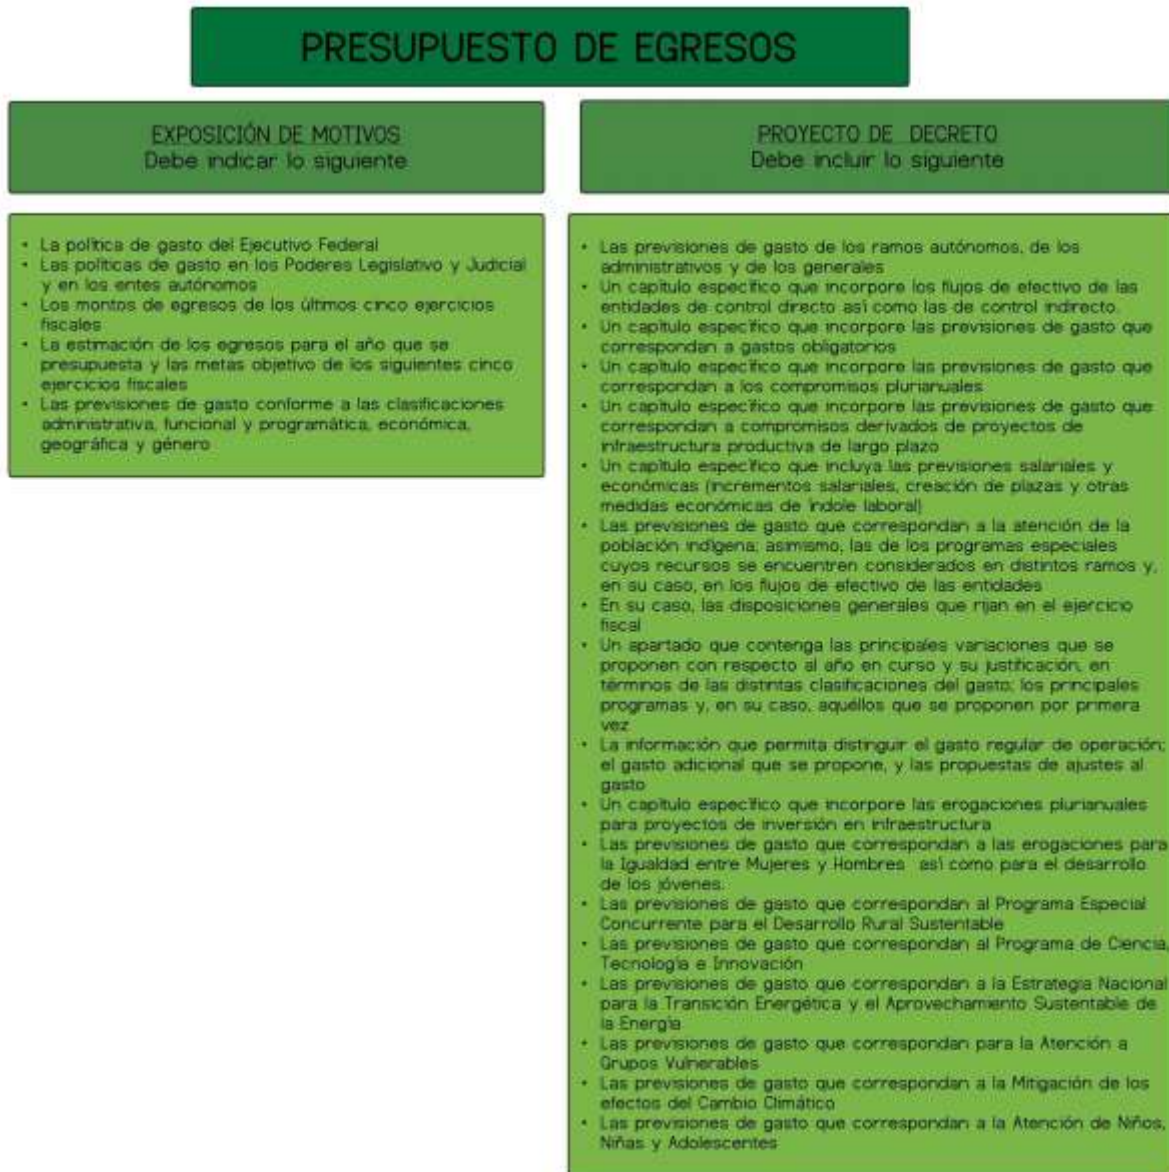 PRESUPUESTO DE EGRESOS
EXPOSICIÓN DE MOTIVOS
Debe indicar lo siguiente
• La política de gasto del Ejecutivo Federal
• Las políticas de gasto en los Poderes Legislativo y Judicial
y en los entes autónomos
• Los montos de egresos de los últimos cinco ejercicios
fiscales
• La estimación de los egresos para el año que se
presupuesta y las metas objetivo de los siguientes cinco
ejercicios fiscales
• Las previsiones de gasto conforme a las clasificaciones
administrativa, funcional y programática, económica,
geográfica y género
PROYECTO DE DECRETO
Debe incluir lo siguiente
• Las previsiones de gasto de los ramos autónomos, de los
administrativos y de los generales
• Un capítulo específico que incorpore los flujos de efectivo de las
entidades de control directo así como las de control indirecto.
• Un capítulo específico que incorpore las previsiones de gasto que
correspondan a gastos obligatorios
• Un capítulo específico que incorpore las previsiones de gasto que
correspondan a los compromisos plurianuales
• Un capítulo específico que incorpore las previsiones de gasto que
correspondan a compromisos derivados de proyectos de
infraestructura productiva de largo plazo
• Un capítulo específico que incluya las previsiones salariales y
económicas (incrementos salariales, creación de plazas y otras
medidas económicas de índole laboral)
• Las previsiones de gasto que correspondan a la atención de la
población indígena; asimismo, las de los programas especiales
cuyos recursos se encuentren considerados en distintos ramos y,
en su caso, en los flujos de efectivo de las entidades
• En su caso, las disposiciones generales que rijan en el ejercicio
fiscal
• Un apartado que contenga las principales variaciones que se
proponen con respecto al año en curso y su justificación, en
términos de las distintas clasificaciones del gasto; los principales
programas y, en su caso, aquéllos que se proponen por primera
vez
• La información que permita distinguir el gasto regular de operación;
el gasto adicional que se propone, y las propuestas de ajustes al
gasto
• Un capítulo específico que incorpore las erogaciones plurianuales
para proyectos de inversión en infraestructura
• Las previsiones de gasto que correspondan a las erogaciones para
la Igualdad entre Mujeres y Hombres así como para el desarrollo
de los jóvenes.
• Las previsiones de gasto que correspondan al Programa Especial
Concurrente para el Desarrollo Rural Sustentable
• Las previsiones de gasto que correspondan al Programa de Ciencia,
Tecnología e Innovación
• Las previsiones de gasto que correspondan a la Estrategia Nacional
para la Transición Energética y el Aprovechamiento Sustentable de
la Energía
• Las previsiones de gasto que correspondan para la Atención a
Grupos Vulnerables
• Las previsiones de gasto que correspondan a la Mitigación de los
efectos del Cambio Climático
• Las previsiones de gasto que correspondan a la Atención de Niños,
Niñas y Adolescentes